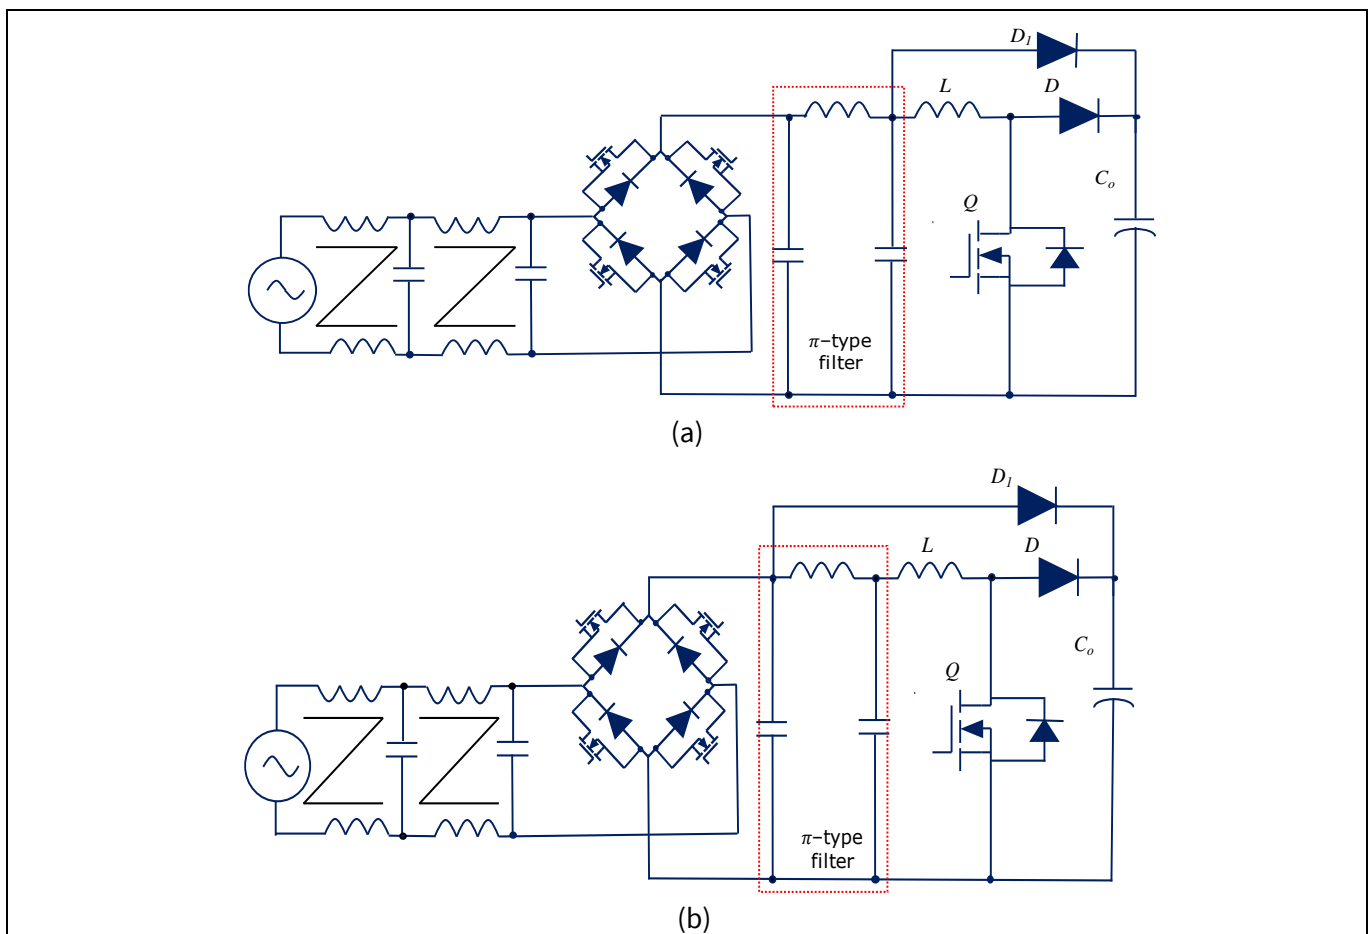 D₁
L
D
Cₒ
Q
π–type
filter
(a)
D₁
L
D
Cₒ
Q
π–type
filter
(b)